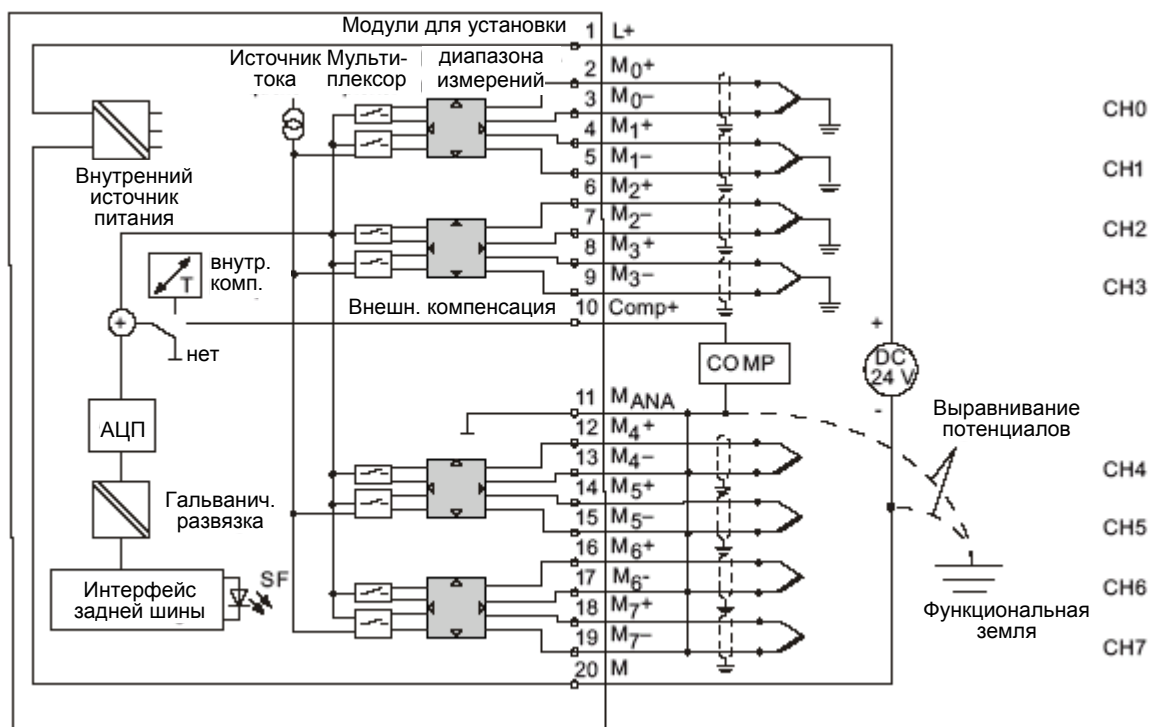 Модули для установки
1 L+
Источник тока
Мульти-
плексор
диапазона
измерений
2 M0+
3 M0–
CH0
4 M1+
5 M1–
CH1
Внутренний
источник
питания
6 M2+
7 M2–
CH2
8 M3+
9 M3–
CH3
T
внутр.
комп.
Внешн. компенсация
10 Comp+
+
нет
COMP
+
DC
24 V
-
11 MANA
Выравнивание
потенциалов
АЦП
12 M4+
13 M4–
CH4
Гальванич.
развязка
14 M5+
15 M5–
CH5
16 M6+
17 M6-
CH6
Интерфейс
задней шины
SF
18 M7+
19 M7–
CH7
Функциональная
земля
20 M